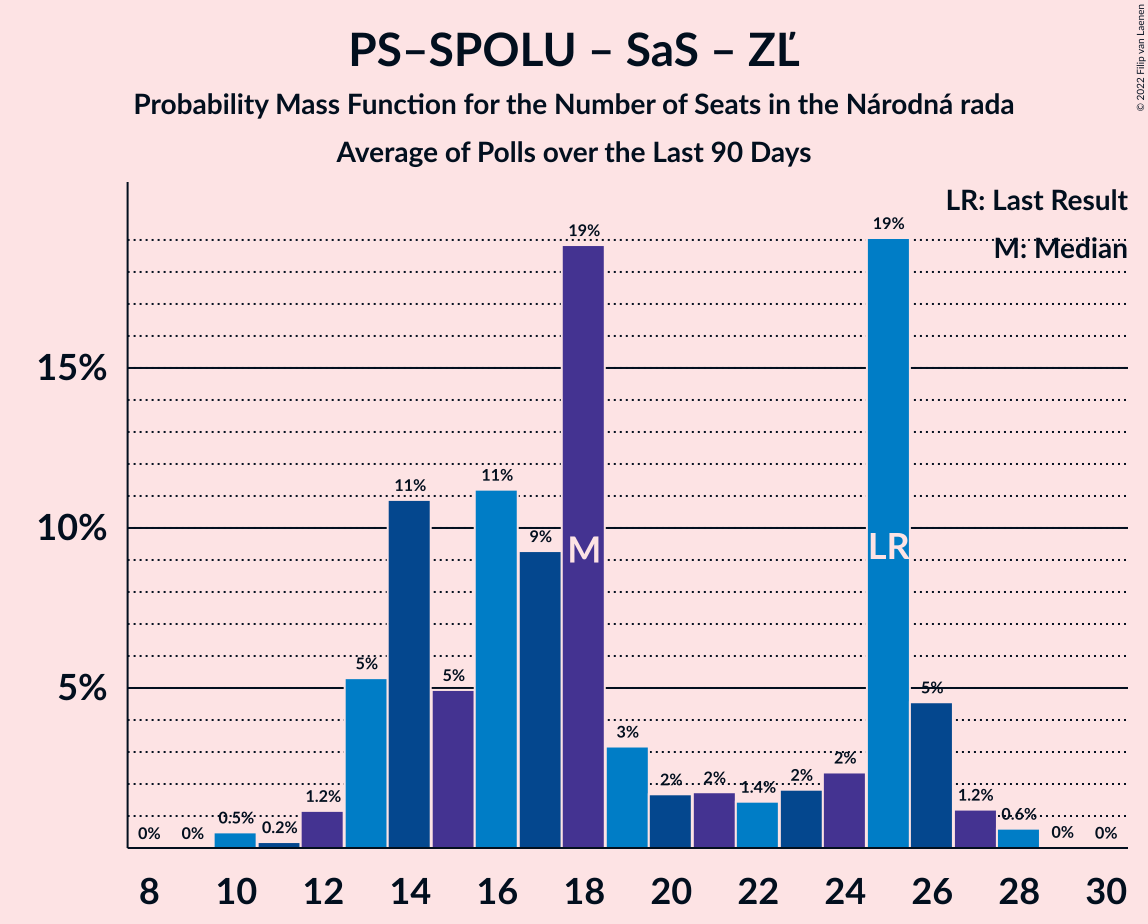 PS–SPOLU – SaS – ZĽ
Probability Mass Function for the Number of Seats in the Národná rada
Average of Polls over the Last 90 Days
© 2022 Filip van Laenen
LR: Last Result
M: Median
15%
10%
5%
0%
0%
0.5%
0.2%
1.2%
5%
11%
5%
11%
9%
19%
3%
2%
2%
1.4%
2%
2%
19%
5%
1.2%
0.6%
0%
0%
M
LR
8 10 12 14 16 18 20 22 24 26 28 30